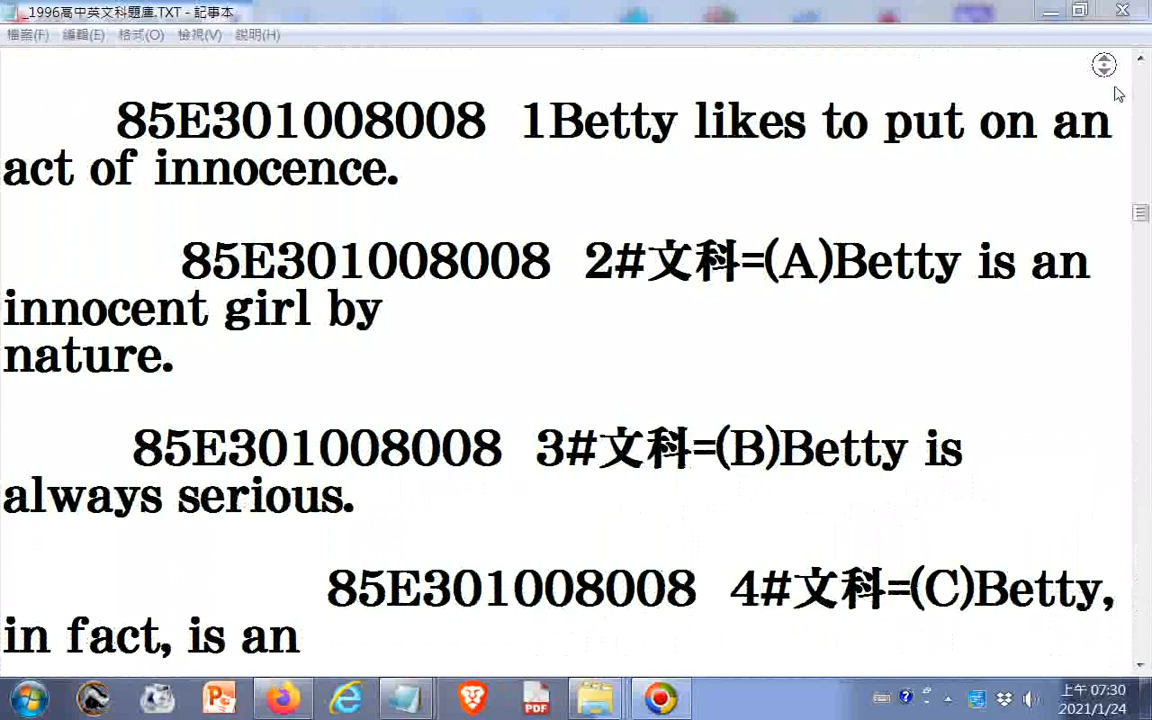 _1996高中英文科題庫.TXT - 記事本
檔案(F) 編輯(E) 格式(O) 檢視(V) 說明(H)
85E301008008 1Betty likes to put on an
act of innocence.
85E301008008 2#文科=(A)Betty is an
innocent girl by
nature.
85E301008008 3#文科=(B)Betty is
always serious.
85E301008008 4#文科=(C)Betty,
in fact, is an
PDF
上午 07:30
2021/1/24